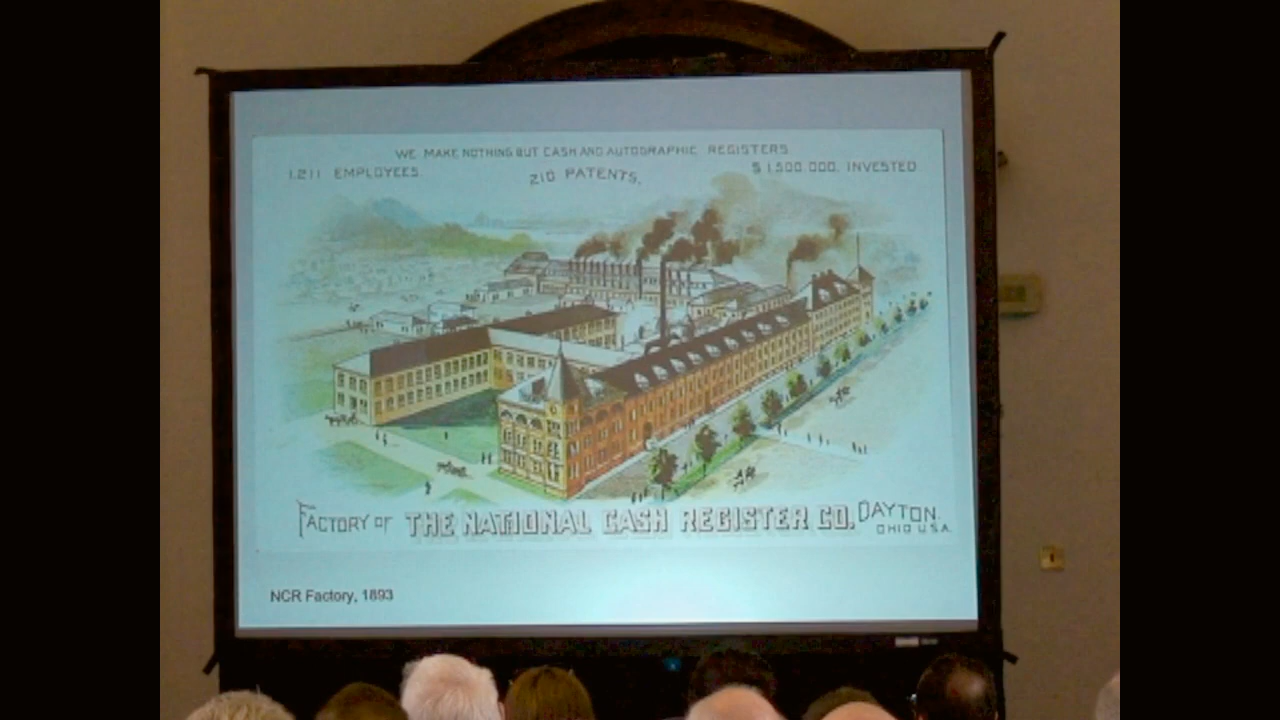 WE MAKE NOTHING BUT CASH AND AUTOGRAPHIC REGISTERS
1,211 EMPLOYEES
210 PATENTS,
$1,500,000. INVESTED
FACTORY OF THE NATIONAL CASH REGISTER CO. DAYTON.
OHIO U.S.A.
NCR Factory, 1893